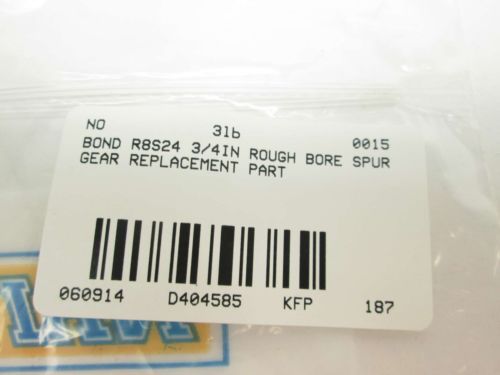 NO 31b 0015
BOND R8S24 3/4IN ROUGH BORE SPUR
GEAR REPLACEMENT PART
060914 D404585 KFP 187